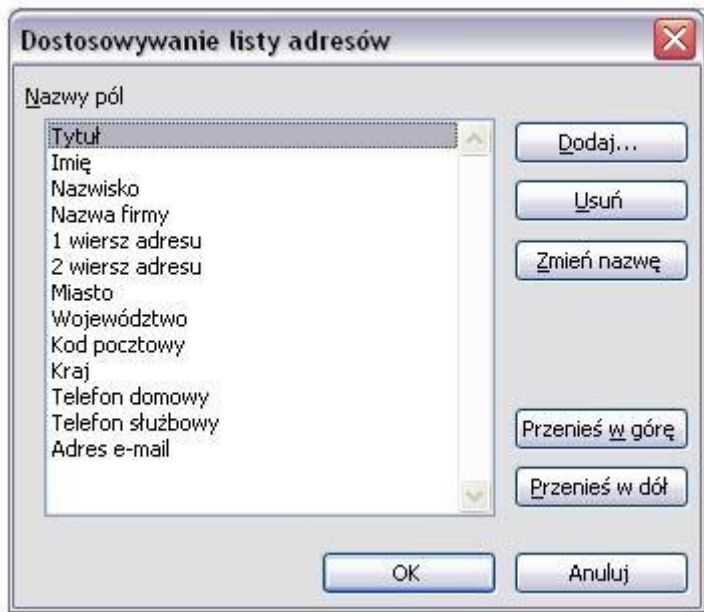 Dostosowywanie listy adresów
Nazwy pól
Tytuł
Imię
Nazwisko
Nazwa firmy
1 wiersz adresu
2 wiersz adresu
Miasto
Województwo
Kod pocztowy
Kraj
Telefon domowy
Telefon służbowy
Adres e-mail
Dodaj...
Usuń
Zmień nazwę
Przenieś w górę
Przenieś w dół
OK
Anuluj